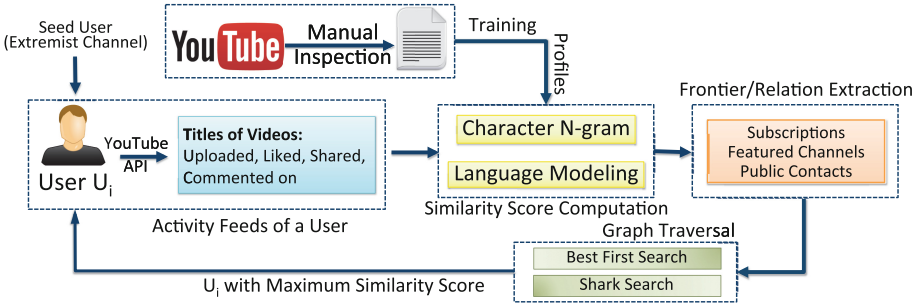 Seed User
(Extremist Channel)
YouTube
Manual
Inspection
Training
Profiles
Frontier/Relation Extraction
User Ui
YouTube
API
Titles of Videos:
Uploaded, Liked, Shared,
Commented on
Character N-gram
Language Modeling
Subscriptions
Featured Channels
Public Contacts
Activity Feeds of a User
Similarity Score Computation
Graph Traversal
Best First Search
Shark Search
Ui with Maximum Similarity Score